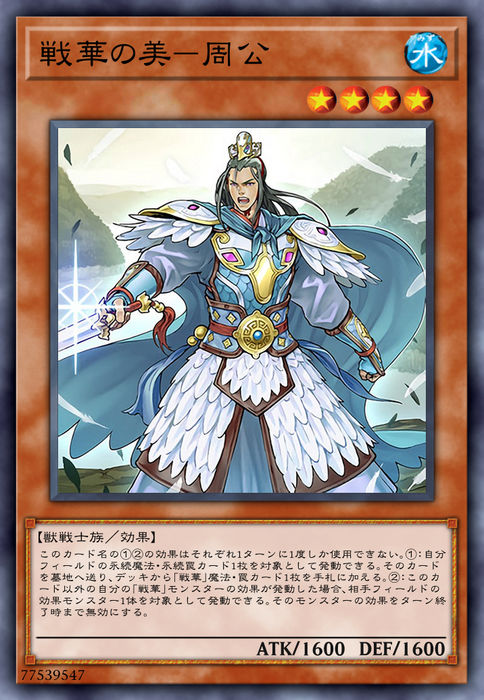 戦華の美－周公
みず
水
【獣戦士族／効果】
このカード名の①②の効果はそれぞれ1ターンに1度しか使用できない。①：自分
フィールドの永続魔法・永続罠カード1枚を対象として発動できる。そのカード
を墓地へ送り、デッキから「戦華」魔法・罠カード1枚を手札に加える。②：このカ
ード以外の自分の「戦華」モンスターの効果が発動した場合、相手フィールドの
効果モンスター1体を対象として発動できる。そのモンスターの効果をターン終
了時まで無効にする。
ATK/1600 DEF/1600
77539547